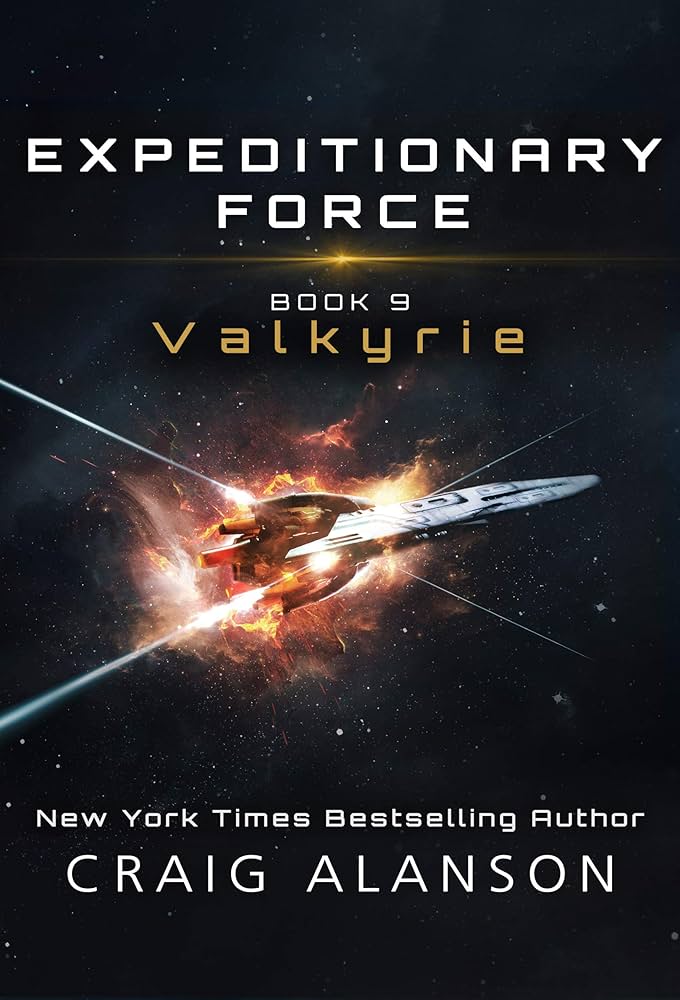 EXPEDITIONARY
FORCE
BOOK 9
Valkyrie
New York Times Bestselling Author
CRAIG ALANSON